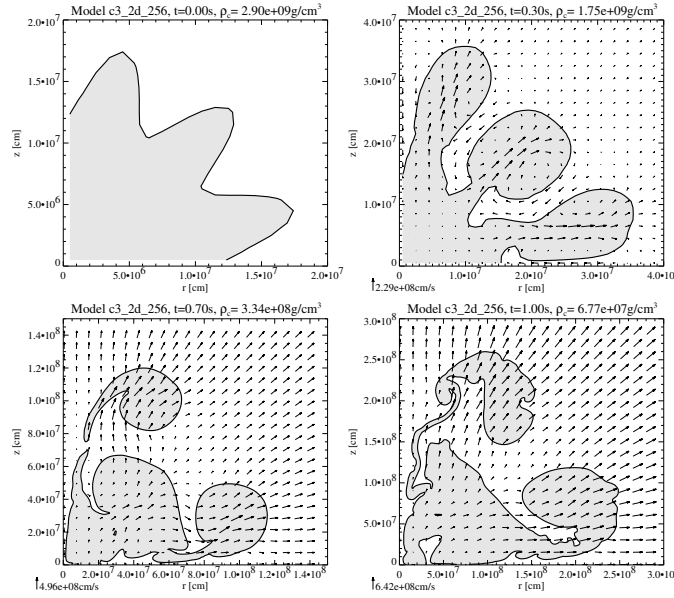 Model c3_2d_256, t=0.00s, ρc= 2.90e+09g/cm³
2.0•10⁷
1.5•10⁷
1.0•10⁷
5.0•10⁶
0
z [cm]
0 5.0•10⁶ 1.0•10⁷ 1.5•10⁷ 2.0•10⁷
r [cm]
Model c3_2d_256, t=0.30s, ρc= 1.75e+09g/cm³
4.0•10⁷
3.0•10⁷
2.0•10⁷
1.0•10⁷
0
z [cm]
0 1.0•10⁷ 2.0•10⁷ 3.0•10⁷ 4.0•10⁷
r [cm]
2.29e+08cm/s
Model c3_2d_256, t=0.70s, ρc= 3.34e+08g/cm³
1.4•10⁸
1.2•10⁸
1.0•10⁸
8.0•10⁷
6.0•10⁷
4.0•10⁷
2.0•10⁷
0
z [cm]
0 2.0•10⁷ 4.0•10⁷ 6.0•10⁷ 8.0•10⁷ 1.0•10⁸ 1.2•10⁸ 1.4•10⁸
r [cm]
4.96e+08cm/s
Model c3_2d_256, t=1.00s, ρc= 6.77e+07g/cm³
3.0•10⁸
2.5•10⁸
2.0•10⁸
1.5•10⁸
1.0•10⁸
5.0•10⁷
0
z [cm]
0 5.0•10⁷ 1.0•10⁸ 1.5•10⁸ 2.0•10⁸ 2.5•10⁸ 3.0•10⁸
r [cm]
6.42e+08cm/s